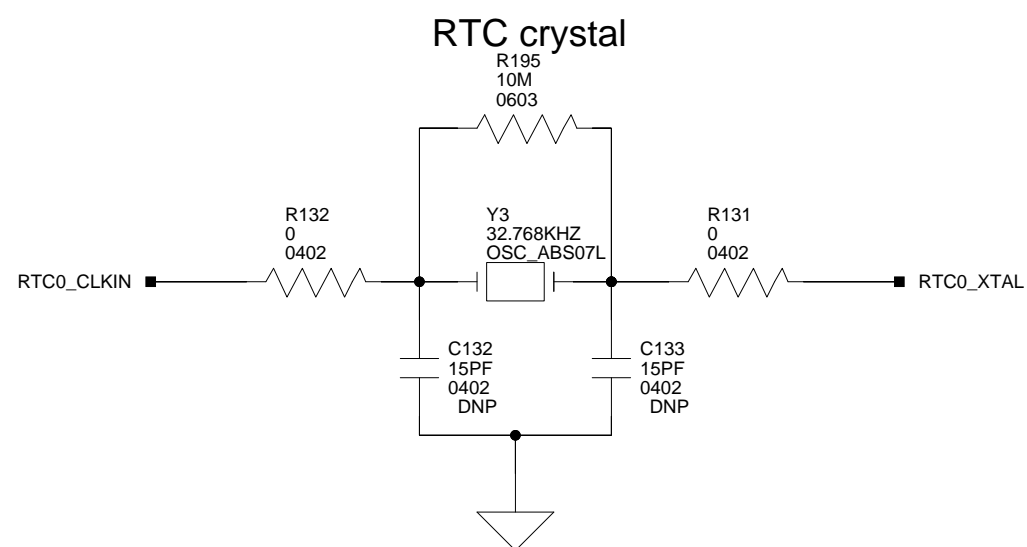 RTC crystal
R195
10M
0603
R132
0
0402
Y3
32.768KHZ
OSC_ABS07L
R131
0
0402
RTC0_CLKIN
RTC0_XTAL
C132
15PF
0402
DNP
C133
15PF
0402
DNP